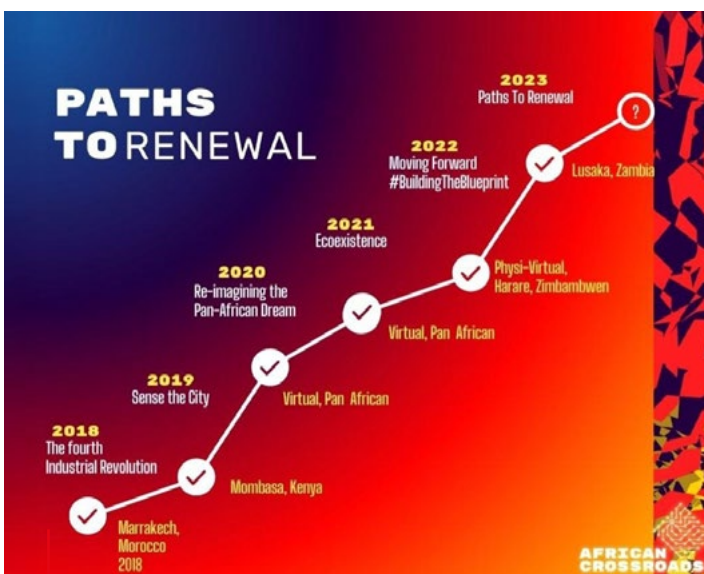 PATHS
TO RENEWAL
2023
Paths To Renewal
?
2022
Moving Forward
#BuildingTheBlueprint
Lusaka, Zambia
2021
Ecoexistence
2020
Re-imagining the
Pan-African Dream
Physi-Virtual,
Harare, Zimbambwen
Virtual, Pan African
2019
Sense the City
Virtual, Pan African
2018
The fourth
Industrial Revolution
Mombasa, Kenya
Marrakech,
Morocco
2018
AFRICAN
CROSSROADS